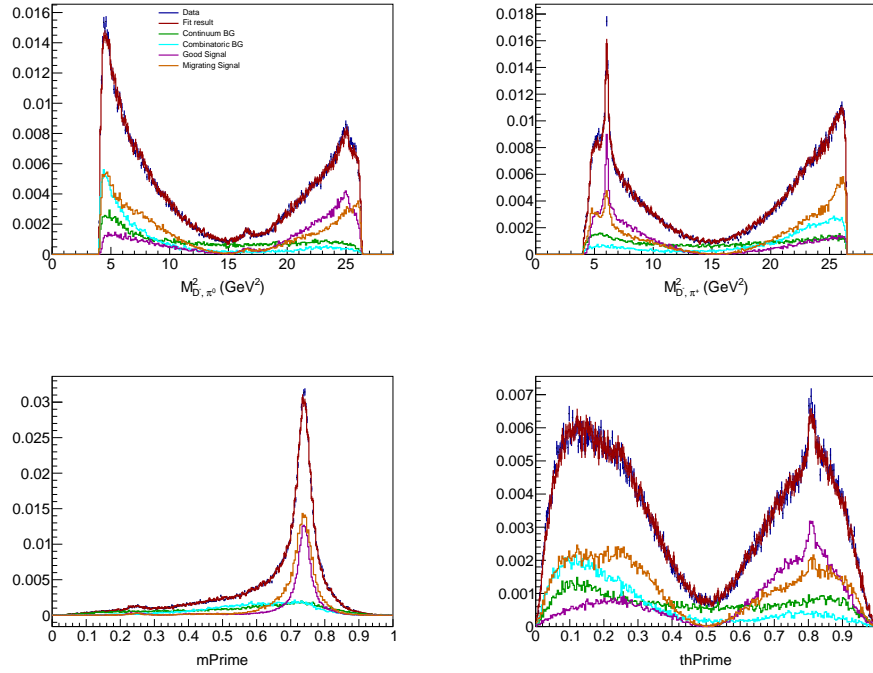 0.016
0.014
0.012
0.01
0.008
0.006
0.004
0.002
0
0 5 10 15 20 25
M²D⁻, π⁰ (GeV²)
Data
Fit result
Continuum BG
Combinatoric BG
Good Signal
Migrating Signal
0.018
0.016
0.014
0.012
0.01
0.008
0.006
0.004
0.002
0
0 5 10 15 20 25
M²D⁻, π⁺ (GeV²)
0.03
0.025
0.02
0.015
0.01
0.005
0
0 0.1 0.2 0.3 0.4 0.5 0.6 0.7 0.8 0.9 1
mPrime
0.007
0.006
0.005
0.004
0.003
0.002
0.001
0
0 0.1 0.2 0.3 0.4 0.5 0.6 0.7 0.8 0.9
thPrime